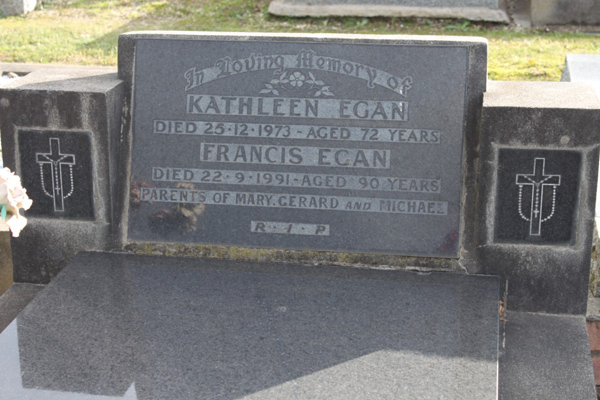 In Loving Memory of
KATHLEEN EGAN
DIED 25·12·1973 - AGED 72 YEARS
FRANCIS EGAN
DIED 22·9·1991 - AGED 90 YEARS
PARENTS OF MARY, GERARD AND MICHAEL
R·I·P